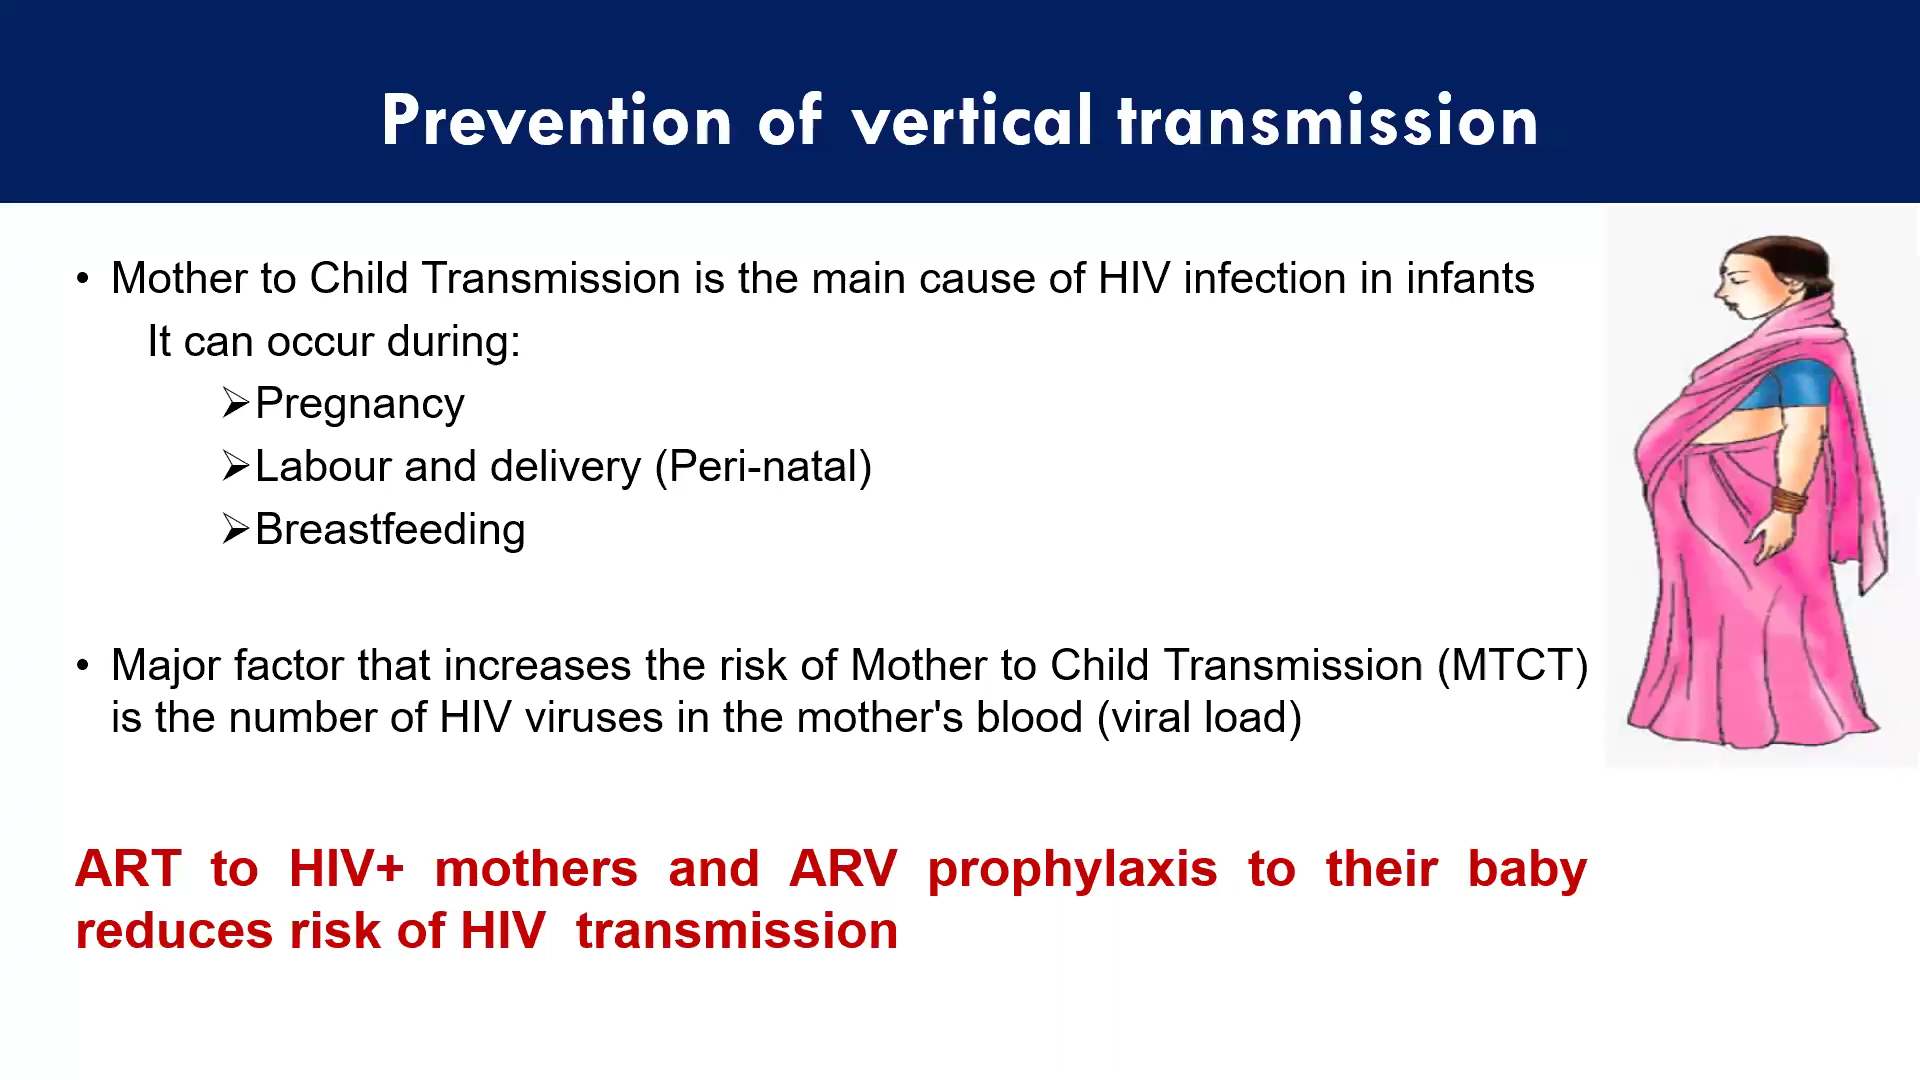 Prevention of vertical transmission
• Mother to Child Transmission is the main cause of HIV infection in infants
It can occur during:
➢Pregnancy
➢Labour and delivery (Peri-natal)
➢Breastfeeding
• Major factor that increases the risk of Mother to Child Transmission (MTCT)
is the number of HIV viruses in the mother's blood (viral load)
ART to HIV+ mothers and ARV prophylaxis to their baby
reduces risk of HIV transmission